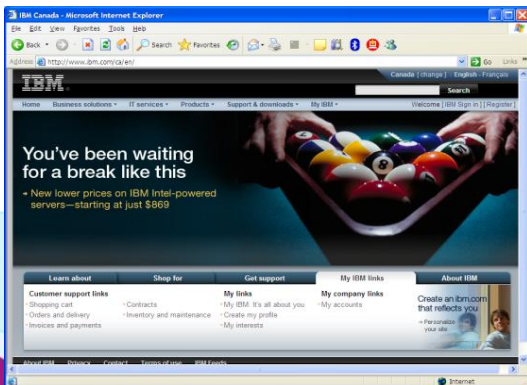 IBM Canada - Microsoft Internet Explorer
File Edit View Favorites Tools Help
Back Search Favorites
Address http://www.ibm.com/ca/en/ Go Links
Canada [ change ] English - Français
IBM
Search
Home Business solutions IT services Products Support & downloads My IBM Welcome [ IBM Sign in ] [ Register ]
You've been waiting
for a break like this
New lower prices on IBM Intel-powered
servers—starting at just $869
8
Learn about Shop for Get support My IBM links About IBM
Customer support links My links My company links
Shopping cart Contracts My IBM: It's all about you My accounts
Orders and delivery Inventory and maintenance Create my profile
Invoices and payments My interests
Create an ibm.com
that reflects you
Personalize
your site
About IBM Privacy Contact Terms of use IBM Feeds
Internet